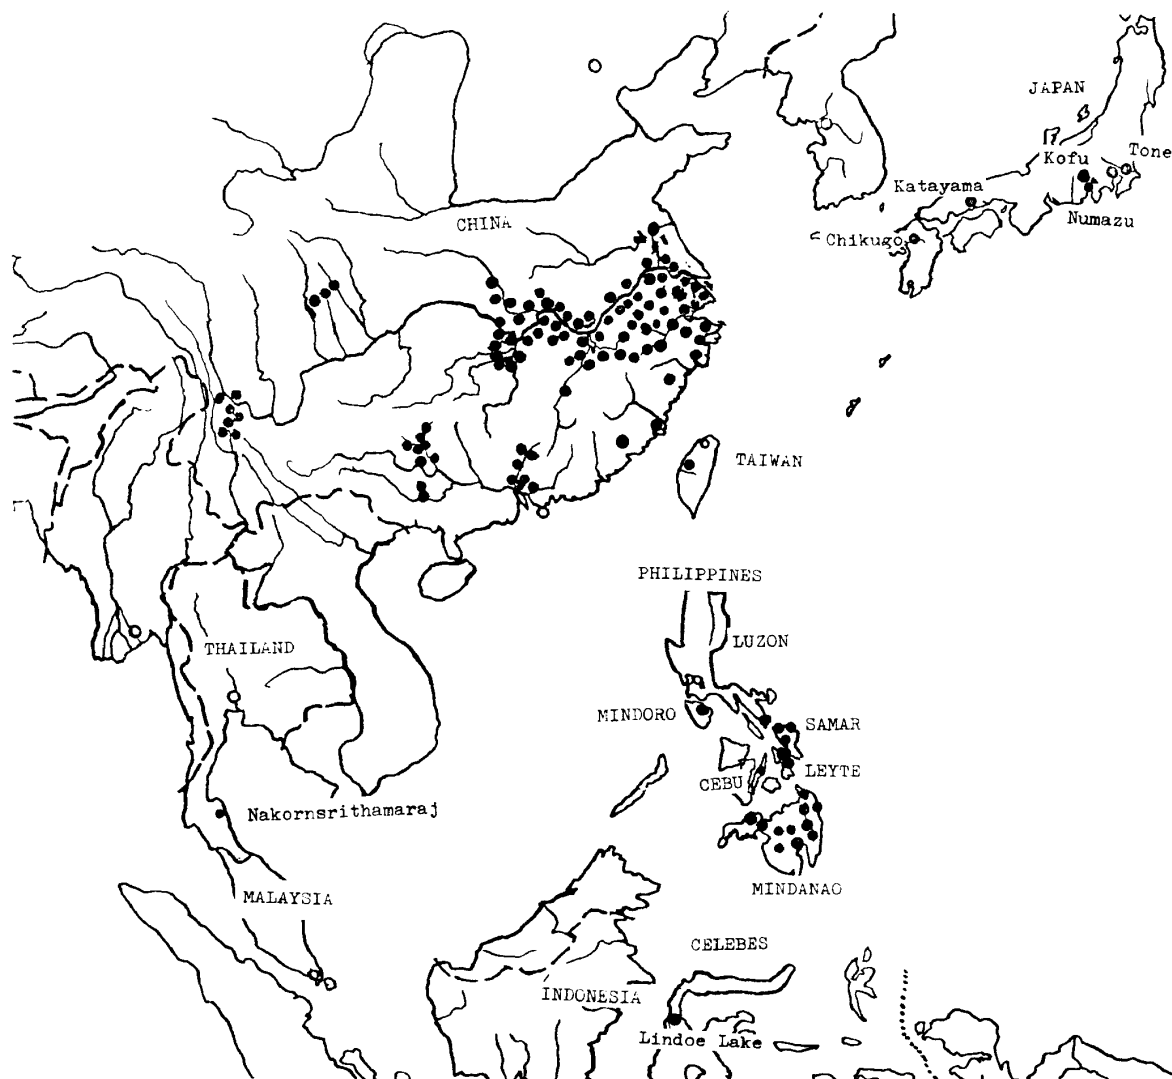 JAPAN
Kofu
Tone
Katayama
Numazu
CHINA
Chikugo
TAIWAN
PHILIPPINES
LUZON
THAILAND
MINDORO
SAMAR
LEYTE
CEBU
Nakornsrithamaraj
MALAYSIA
MINDANAO
CELEBES
INDONESIA
Lindoe Lake